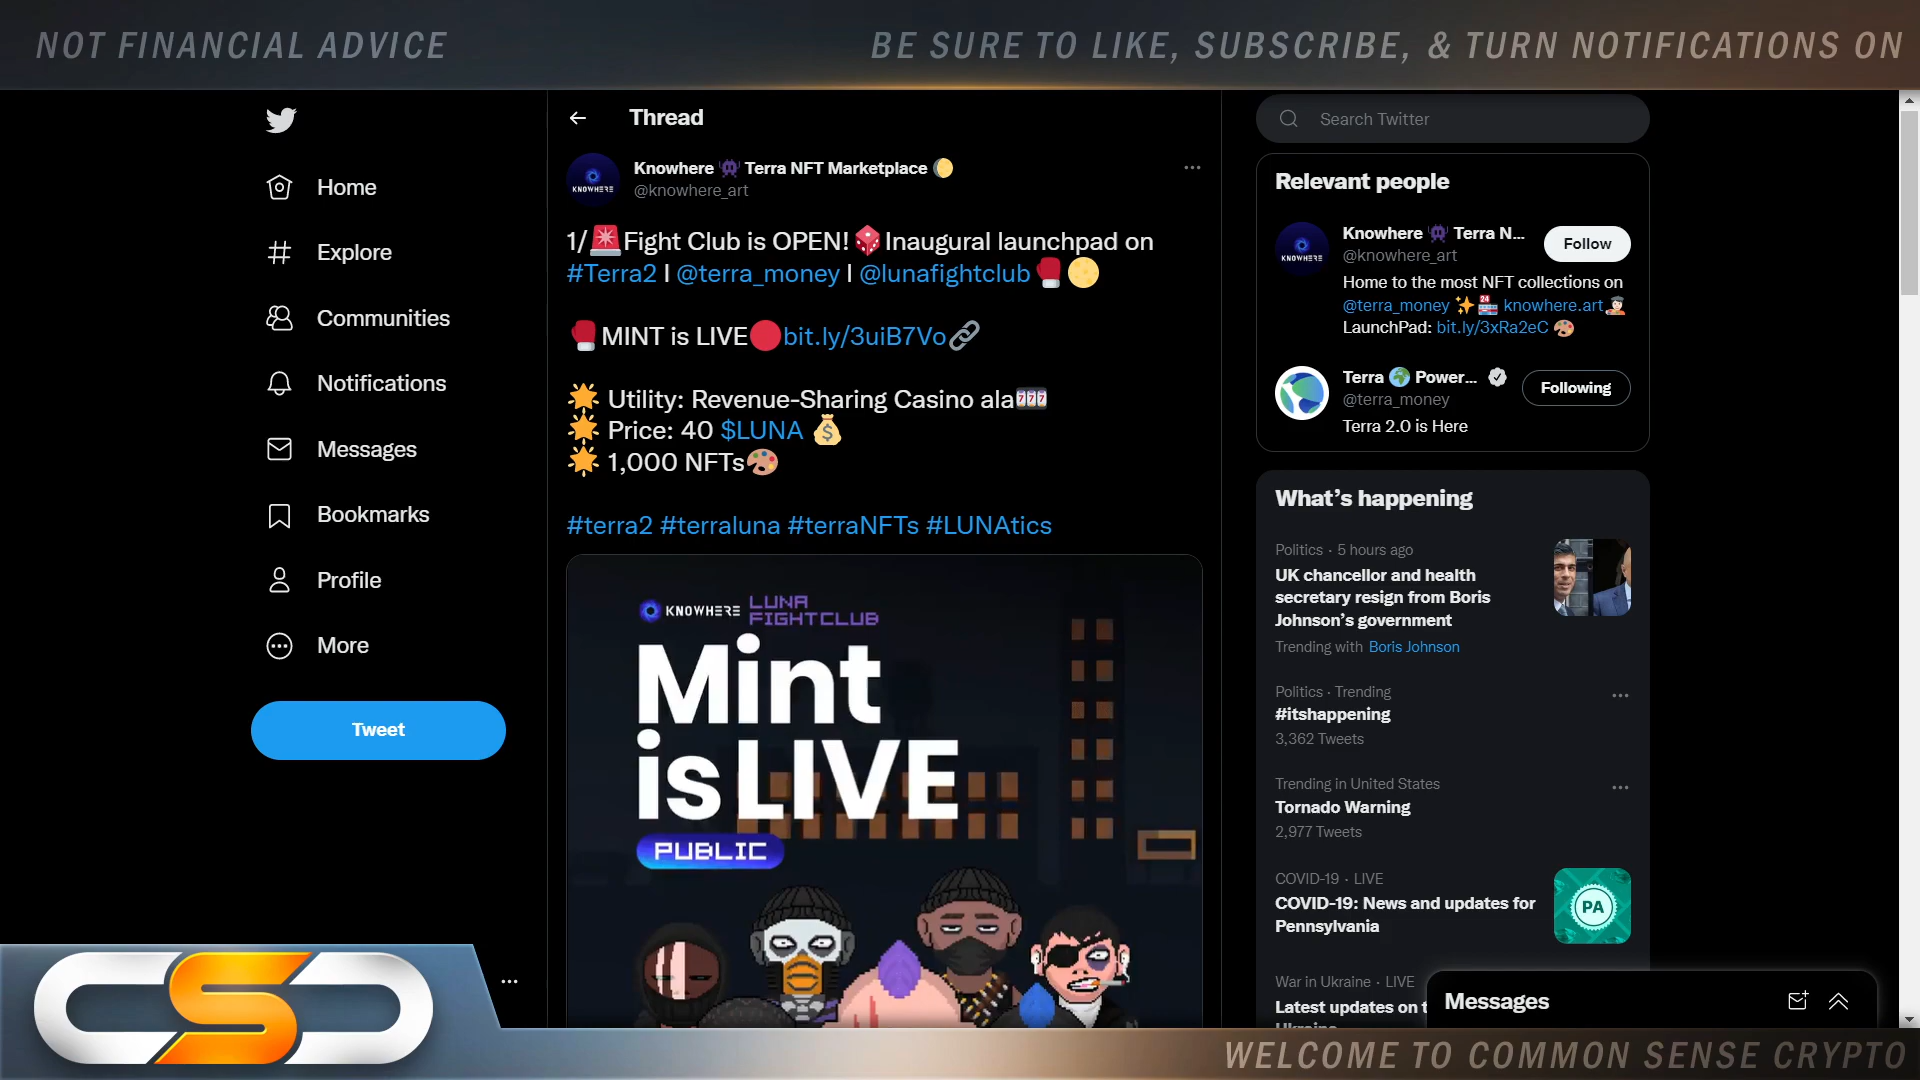 NOT FINANCIAL ADVICE
BE SURE TO LIKE, SUBSCRIBE, & TURN NOTIFICATIONS ON
Home
Explore
Communities
Notifications
Messages
Bookmarks
Profile
More
Tweet
Thread
KNOWHERE
Knowhere 👾 Terra NFT Marketplace 🌔
@knowhere_art
1/🚨Fight Club is OPEN!🎲Inaugural launchpad on
#Terra2 | @terra_money | @lunafightclub🥊🌕
🥊MINT is LIVE🔴bit.ly/3uiB7Vo🔗
🌟 Utility: Revenue-Sharing Casino ala🎰
🌟 Price: 40 $LUNA 💰
🌟 1,000 NFTs🎨
#terra2 #terraluna #terraNFTs #LUNAtics
KNOWHERE LUNA FIGHTCLUB
Mint
is LIVE
PUBLIC
Search Twitter
Relevant people
KNOWHERE
Knowhere 👾 Terra N...
@knowhere_art
Follow
Home to the most NFT collections on
@terra_money ✨🏪 knowhere.art🧑🏻‍🎨
LaunchPad: bit.ly/3xRa2eC 🎨
Terra 🌍 Power...
@terra_money
Following
Terra 2.0 is Here
What's happening
Politics · 5 hours ago
UK chancellor and health
secretary resign from Boris
Johnson's government
Trending with Boris Johnson
Politics · Trending
#itshappening
3,362 Tweets
Trending in United States
Tornado Warning
2,977 Tweets
COVID-19 · LIVE
COVID-19: News and updates for
Pennsylvania
PA
War in Ukraine · LIVE
Latest updates on t
Messages
CSC
WELCOME TO COMMON SENSE CRYPTO